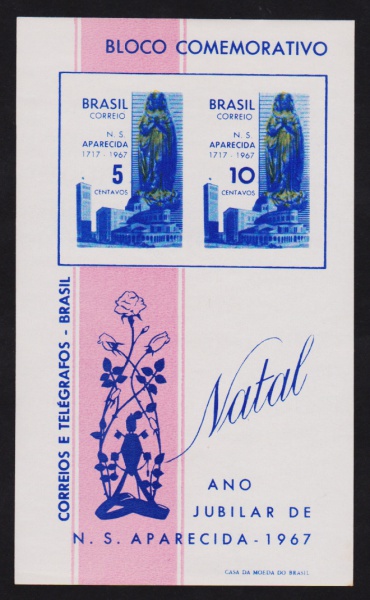 BLOCO COMEMORATIVO
BRASIL
CORREIO
N. S.
APARECIDA
1717 - 1967
5
CENTAVOS
BRASIL
CORREIO
N. S.
APARECIDA
1717 - 1967
10
CENTAVOS
CORREIOS E TELÉGRAFOS - BRASIL
Natal
ANO
JUBILAR DE
N. S. APARECIDA - 1967
CASA DA MOEDA DO BRASIL